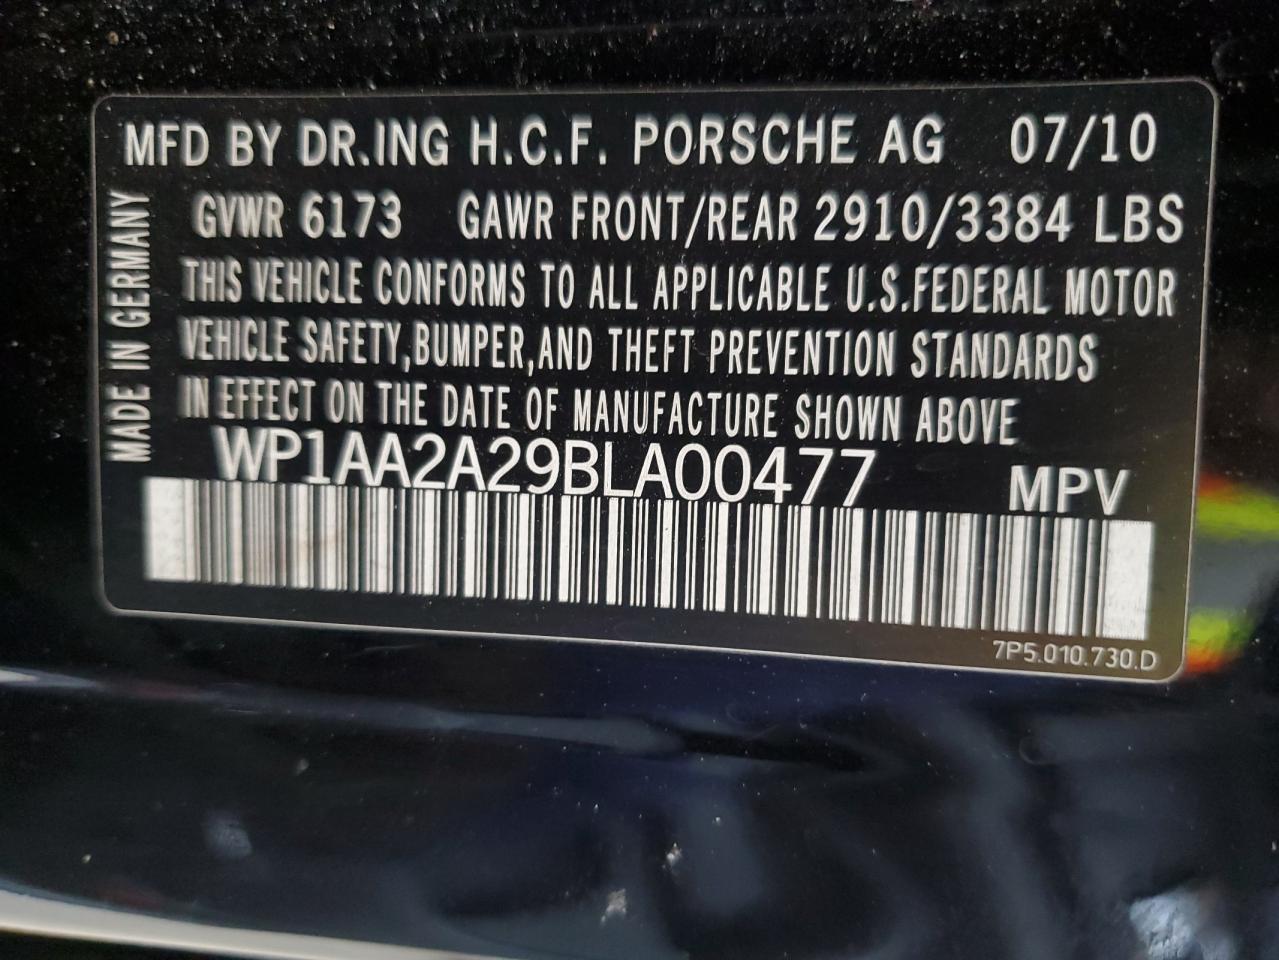 MFD BY DR.ING H.C.F. PORSCHE AG 07/10
GVWR 6173 GAWR FRONT/REAR 2910/3384 LBS
THIS VEHICLE CONFORMS TO ALL APPLICABLE U.S.FEDERAL MOTOR
VEHICLE SAFETY,BUMPER,AND THEFT PREVENTION STANDARDS
IN EFFECT ON THE DATE OF MANUFACTURE SHOWN ABOVE
WP1AA2A29BLA00477 MPV
7P5.010.730.D
MADE IN GERMANY